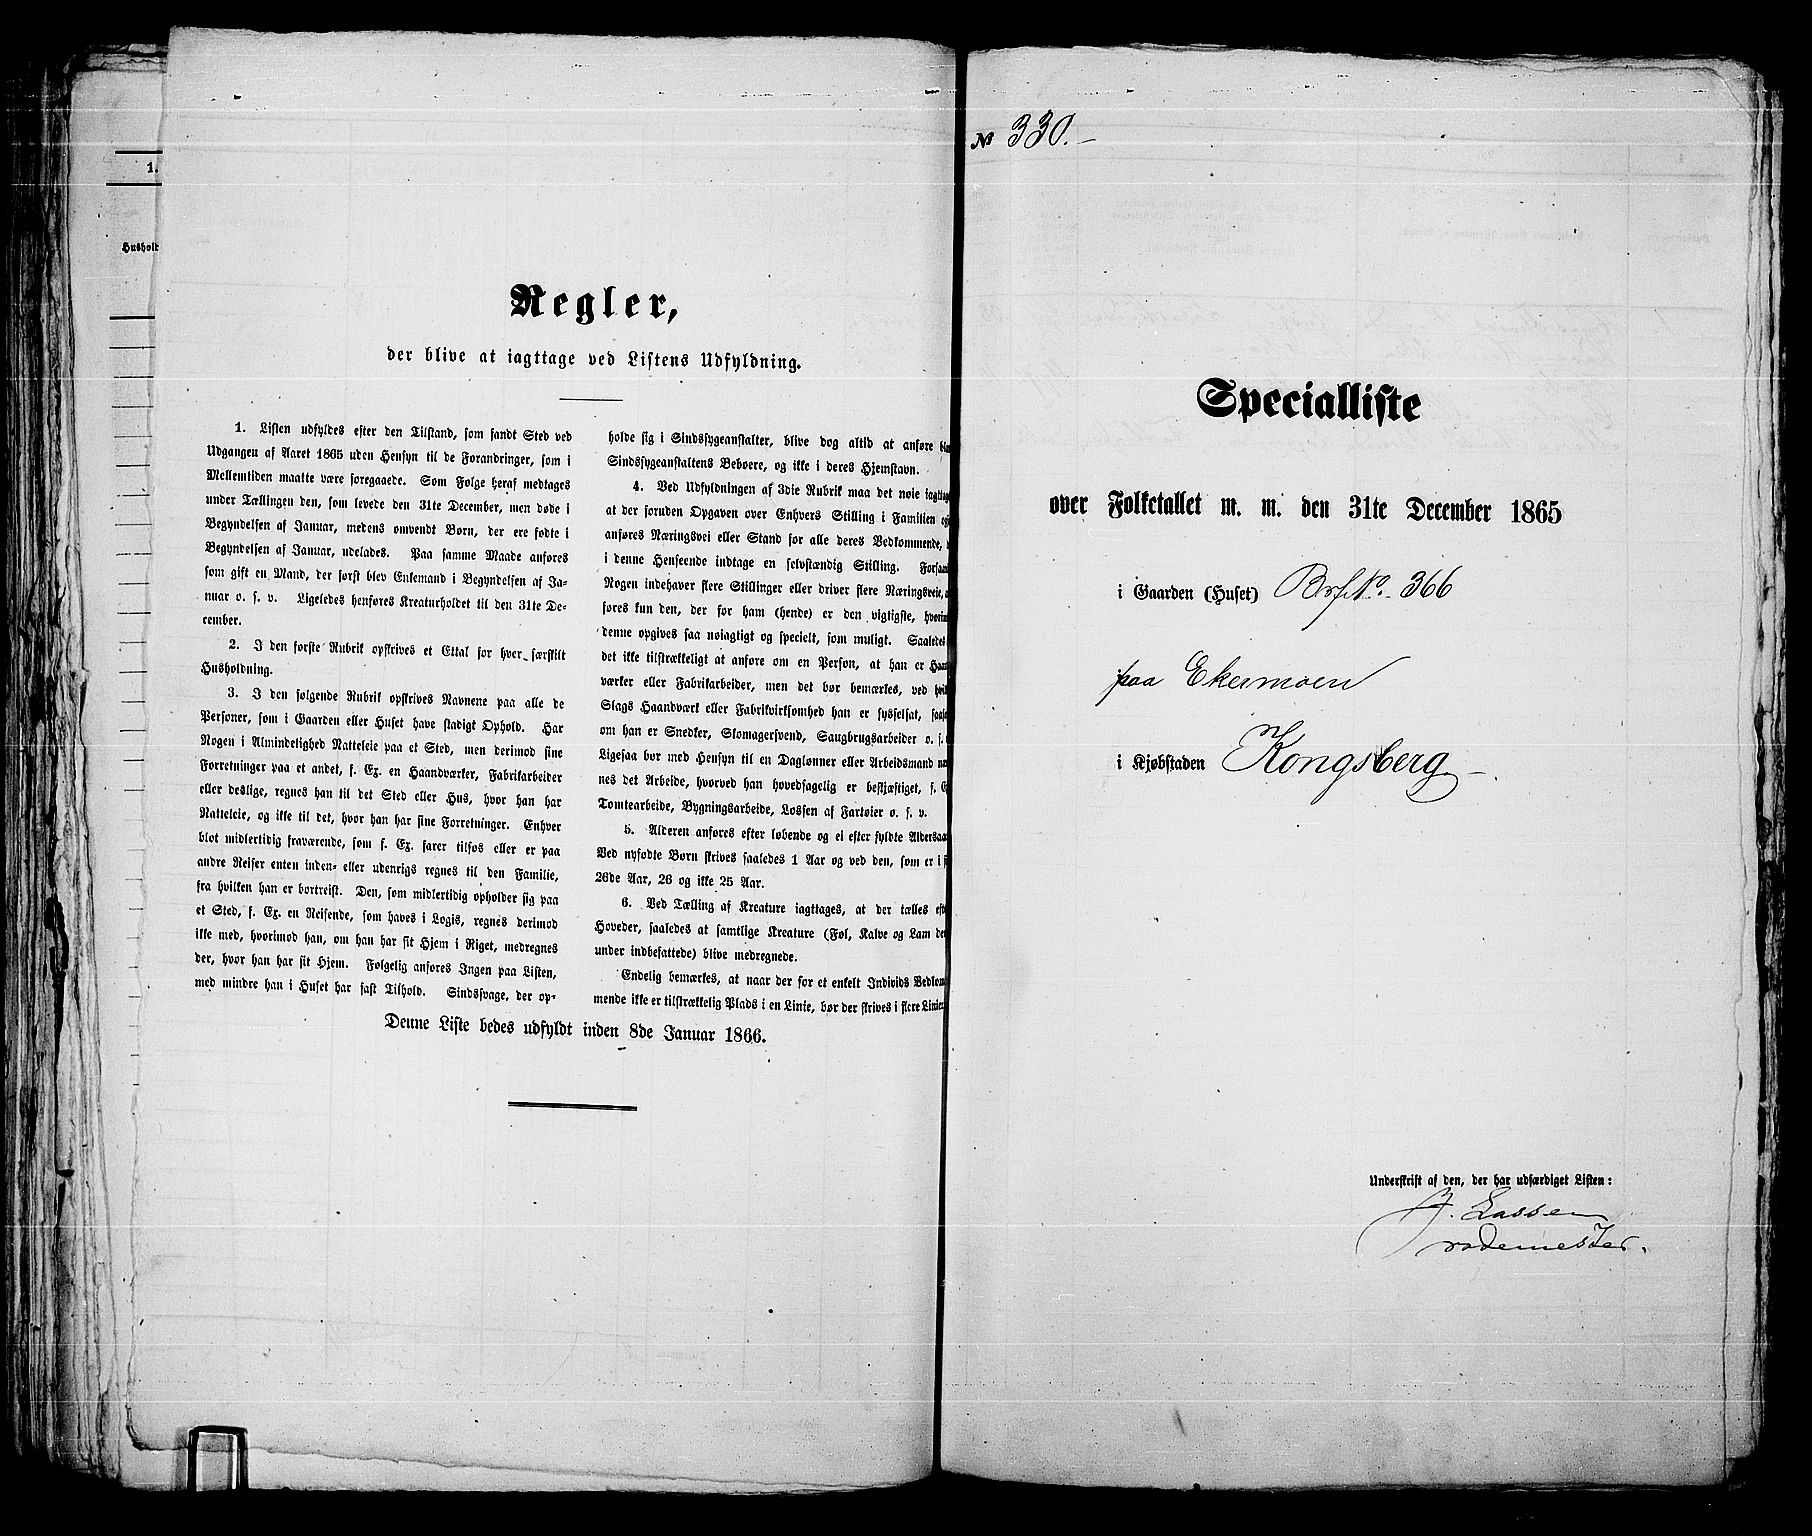 1.
Husholt
Regler,
der blive at iagttage ved Listens Udfyldning.
1. Listen udfyldes efter den Tilstand, som fandt Sted ved
Udgangen af Aaret 1865 uden Hensyn til de Forandringer, som i
Mellemtiden maatte være foregaaede. Som Følge heraf medtages
under Tællingen den, som levede den 31te December, men døde i
Begyndelsen af Januar, medens omvendt Børn, der ere fødte i
Begyndelsen af Januar, udelades. Paa samme Maade anføres
som gift en Mand, der først blev Enkemand i Begyndelsen af Ja-
nuar o. s. v. Ligeledes henføres Kreaturholdet til den 31te De-
cember.
2. I den første Rubrik opskrives et Ettal for hver særskilt
Husholdning.
3. I den følgende Rubrik opskrives Navnene paa alle de
Personer, som i Gaarden eller Huset have stadigt Ophold. Har
Nogen i Almindelighed Natteleie paa et Sted, men derimod sine
Forretninger paa et andet, f. Ex. en Haandværker, Fabrikarbeider
eller deslige, regnes han til det Sted eller Hus, hvor han har
Natteleie, og ikke til det, hvor han har sine Forretninger. Enhver
blot midlertidig fraværende, som f. Ex. farer tilsøs eller er paa
andre Reiser enten inden- eller udenrigs regnes til den Familie,
fra hvilken han er bortreist. Den, som midlertidig opholder sig paa
et Sted, f. Ex. en Reisende, som haves i Logis, regnes derimod
ikke med, hvorimod han, om han har sit Hjem i Riget, medregnes
der, hvor han har sit Hjem. Følgelig anføres Ingen paa Listen,
med mindre han i Huset har fast Tilhold. Sindssvage, der op-
holde sig i Sindssygeanstalter, blive dog altid at anføre
Sindssygeanstaltens Beboere, og ikke i deres Hjemstavn.
4. Ved Udfyldningen af 3die Rubrik maa det nøie iagttag
at der foruden Opgaven over Enhvers Stilling i Familien
anføres Næringsvei eller Stand for alle deres Vedkommende,
i denne Henseende indtage en selvstændig Stilling. Forsaa
Nogen indehaver flere Stillinger eller driver flere Næringsveie,
føres kun den, der for ham (hende) er den vigtigste, hvorim
denne opgives saa nøiagtigt og specielt, som muligt. Saaledes
det ikke tilstrækkeligt at anføre om en Person, at han er Haa
værker eller Fabrikarbeider, men det bør bemærkes, ved hvil
Slags Haandværk eller Fabrikvirksomhed han er sysselsat, saas
om han er Snedker, Skomagersvend, Saugbrugsarbeider o. s.
Ligesaa bør med Hensyn til en Daglønner eller Arbeidsmand næ
nes det Arbeide, hvorved han hovedsagelig er beskjæftiget, f.
Tomtearbeide, Bygningsarbeide, Lossen af Fartøier o. s. v.
5. Alderen anføres efter løbende og ei efter fyldte Aldersaa
Ved nyfødte Børn skrives saaledes 1 Aar og ved den, som er i
26de Aar, 26 og ikke 25 Aar.
6. Ved Tælling af Kreature iagttages, at der tælles eft
Hoveder, saaledes at samtlige Kreature (Føl, Kalve og Lam der
under indbefattede) blive medregnede.
Endelig bemærkes, at naar der for et enkelt Individs Vedkom
mende ikke er tilstrækkelig Plads i en Linie, bør der skrives i flere Linier.
Denne Liste bedes udfyldt inden 8de Januar 1866.
№ 330.-
Specialliste
over Folketallet m. m. den 31te December 1865
i Gaarden (Huset) Brf No. 366
paa Ekermoen
i Kjøbstaden Kongsberg
Underskrift af den, der har udfærdiget Listen:
Lassen
rodemester.